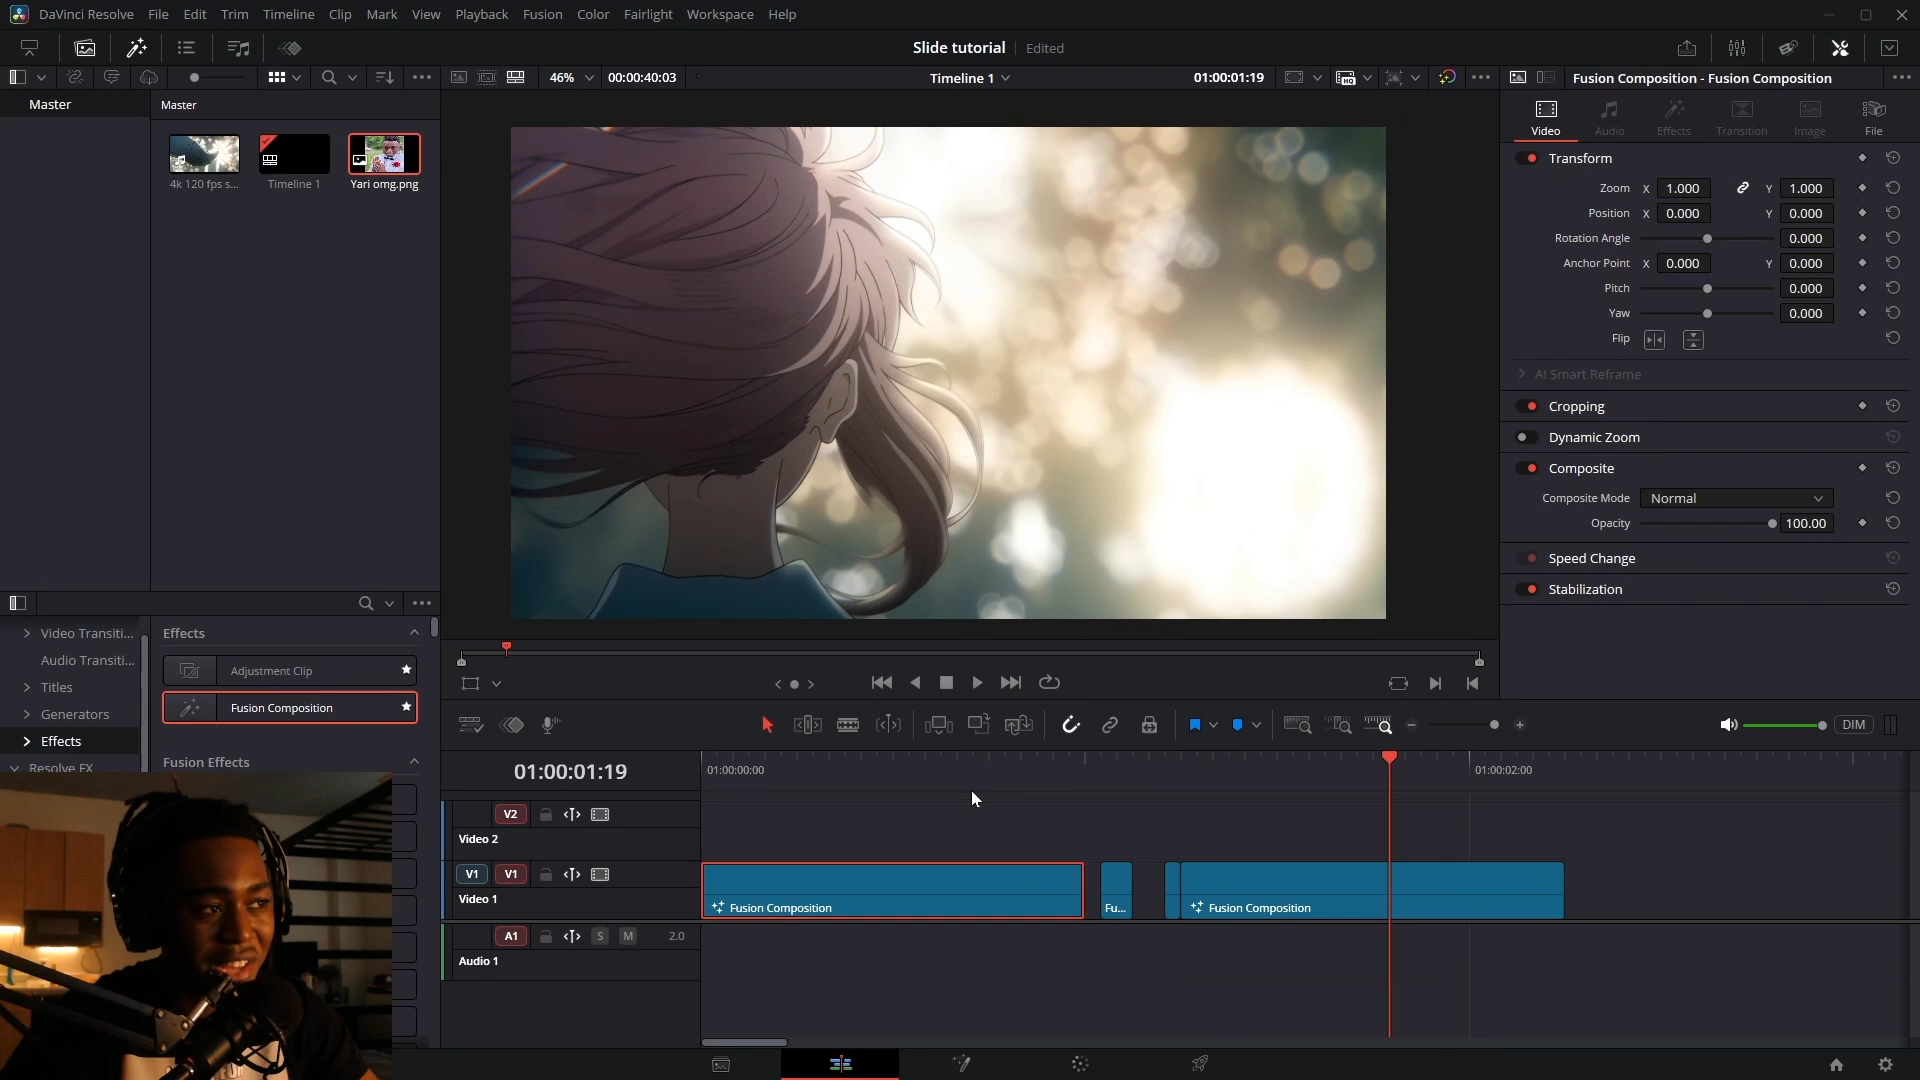 DaVinci Resolve File Edit Trim Timeline Clip Mark View Playback Fusion Color Fairlight Workspace Help
Slide tutorial Edited
46% 00:00:40:03 Timeline 1 01:00:01:19 HQ Fusion Composition - Fusion Composition
Master
Master
4k 120 fps s...
Timeline 1
Yari omg.png
Video
Audio
Effects
Transition
Image
File
Transform
Zoom X 1.000 Y 1.000
Position X 0.000 Y 0.000
Rotation Angle 0.000
Anchor Point X 0.000 Y 0.000
Pitch 0.000
Yaw 0.000
Flip
AI Smart Reframe
Cropping
Dynamic Zoom
Composite
Composite Mode Normal
Opacity 100.00
Speed Change
Stabilization
Video Transiti...
Audio Transiti...
Titles
Generators
Effects
Resolve FX
Effects
Adjustment Clip
Fusion Composition
Fusion Effects
DIM
01:00:01:19
01:00:00:00
01:00:02:00
V2
Video 2
V1 V1
Video 1
Fusion Composition
Fu...
Fusion Composition
A1 S M 2.0
Audio 1